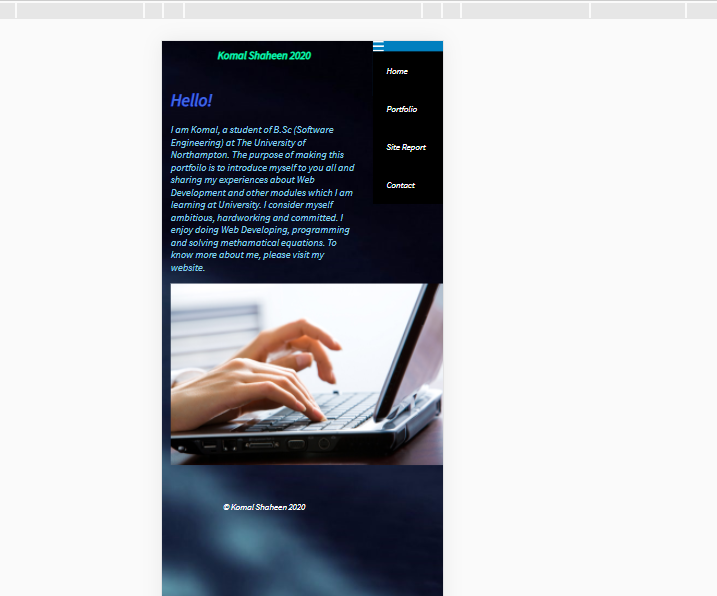 Komal Shaheen 2020
Home
Portfolio
Site Report
Contact
Hello!
I am Komal, a student of B.Sc (Software
Engineering) at The University of
Northampton. The purpose of making this
portfoilo is to introduce myself to you all and
sharing my experiences about Web
Development and other modules which I am
learning at University. I consider myself
ambitious, hardworking and committed. I
enjoy doing Web Developing, programming
and solving methamatical equations. To
know more about me, please visit my
website.
© Komal Shaheen 2020